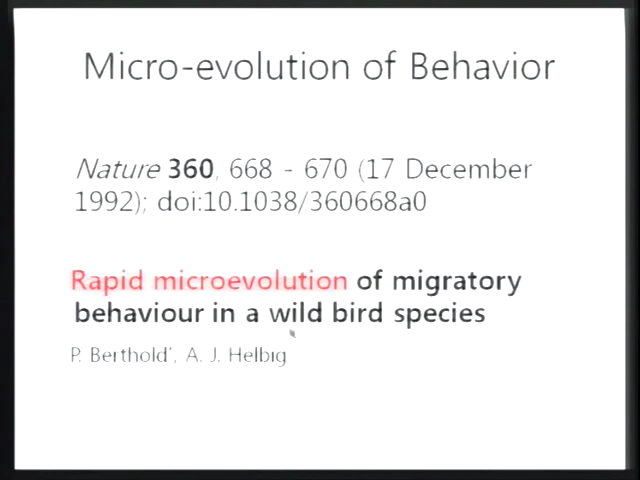 Micro-evolution of Behavior
Nature 360, 668 - 670 (17 December
1992); doi:10.1038/360668a0
Rapid microevolution of migratory
behaviour in a wild bird species
P. Berthold*, A. J. Helbig